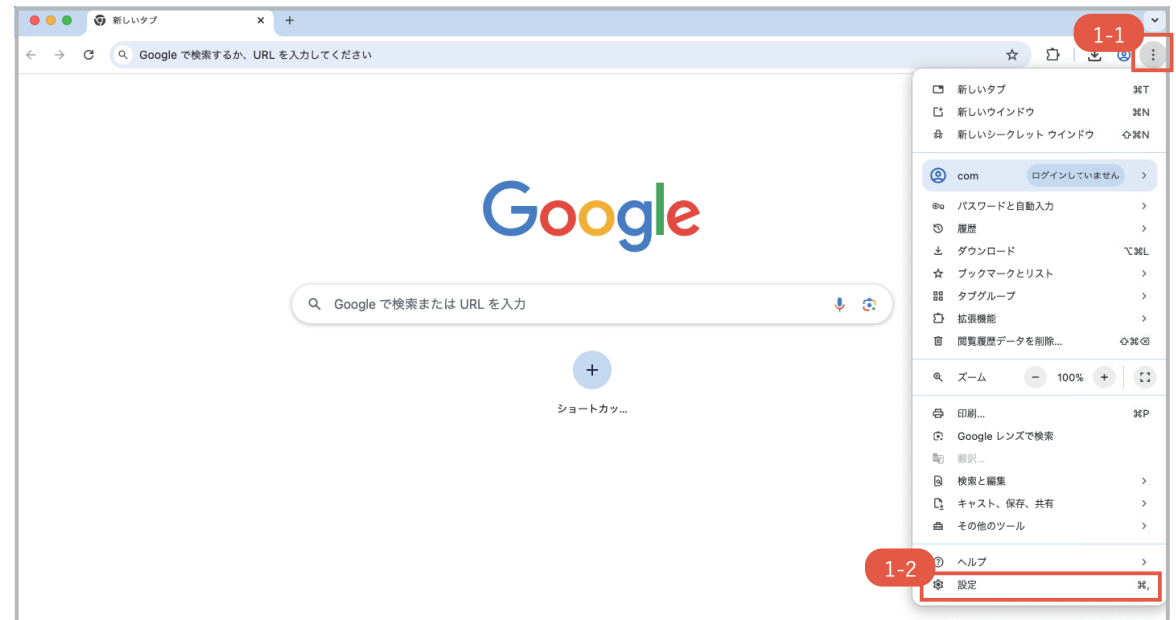 新しいタブ
1-1
Google で検索するか、URL を入力してください
新しいタブ ⌘T
新しいウインドウ ⌘N
新しいシークレット ウインドウ ⇧⌘N
com ログインしていません
パスワードと自動入力
履歴
ダウンロード ⌥⌘L
ブックマークとリスト
タブグループ
拡張機能
閲覧履歴データを削除... ⇧⌘⌫
ズーム − 100% +
印刷... ⌘P
Google レンズで検索
翻訳...
検索と編集
キャスト、保存、共有
その他のツール
ヘルプ
1-2
設定 ⌘,
Google
Google で検索または URL を入力
ショートカッ...